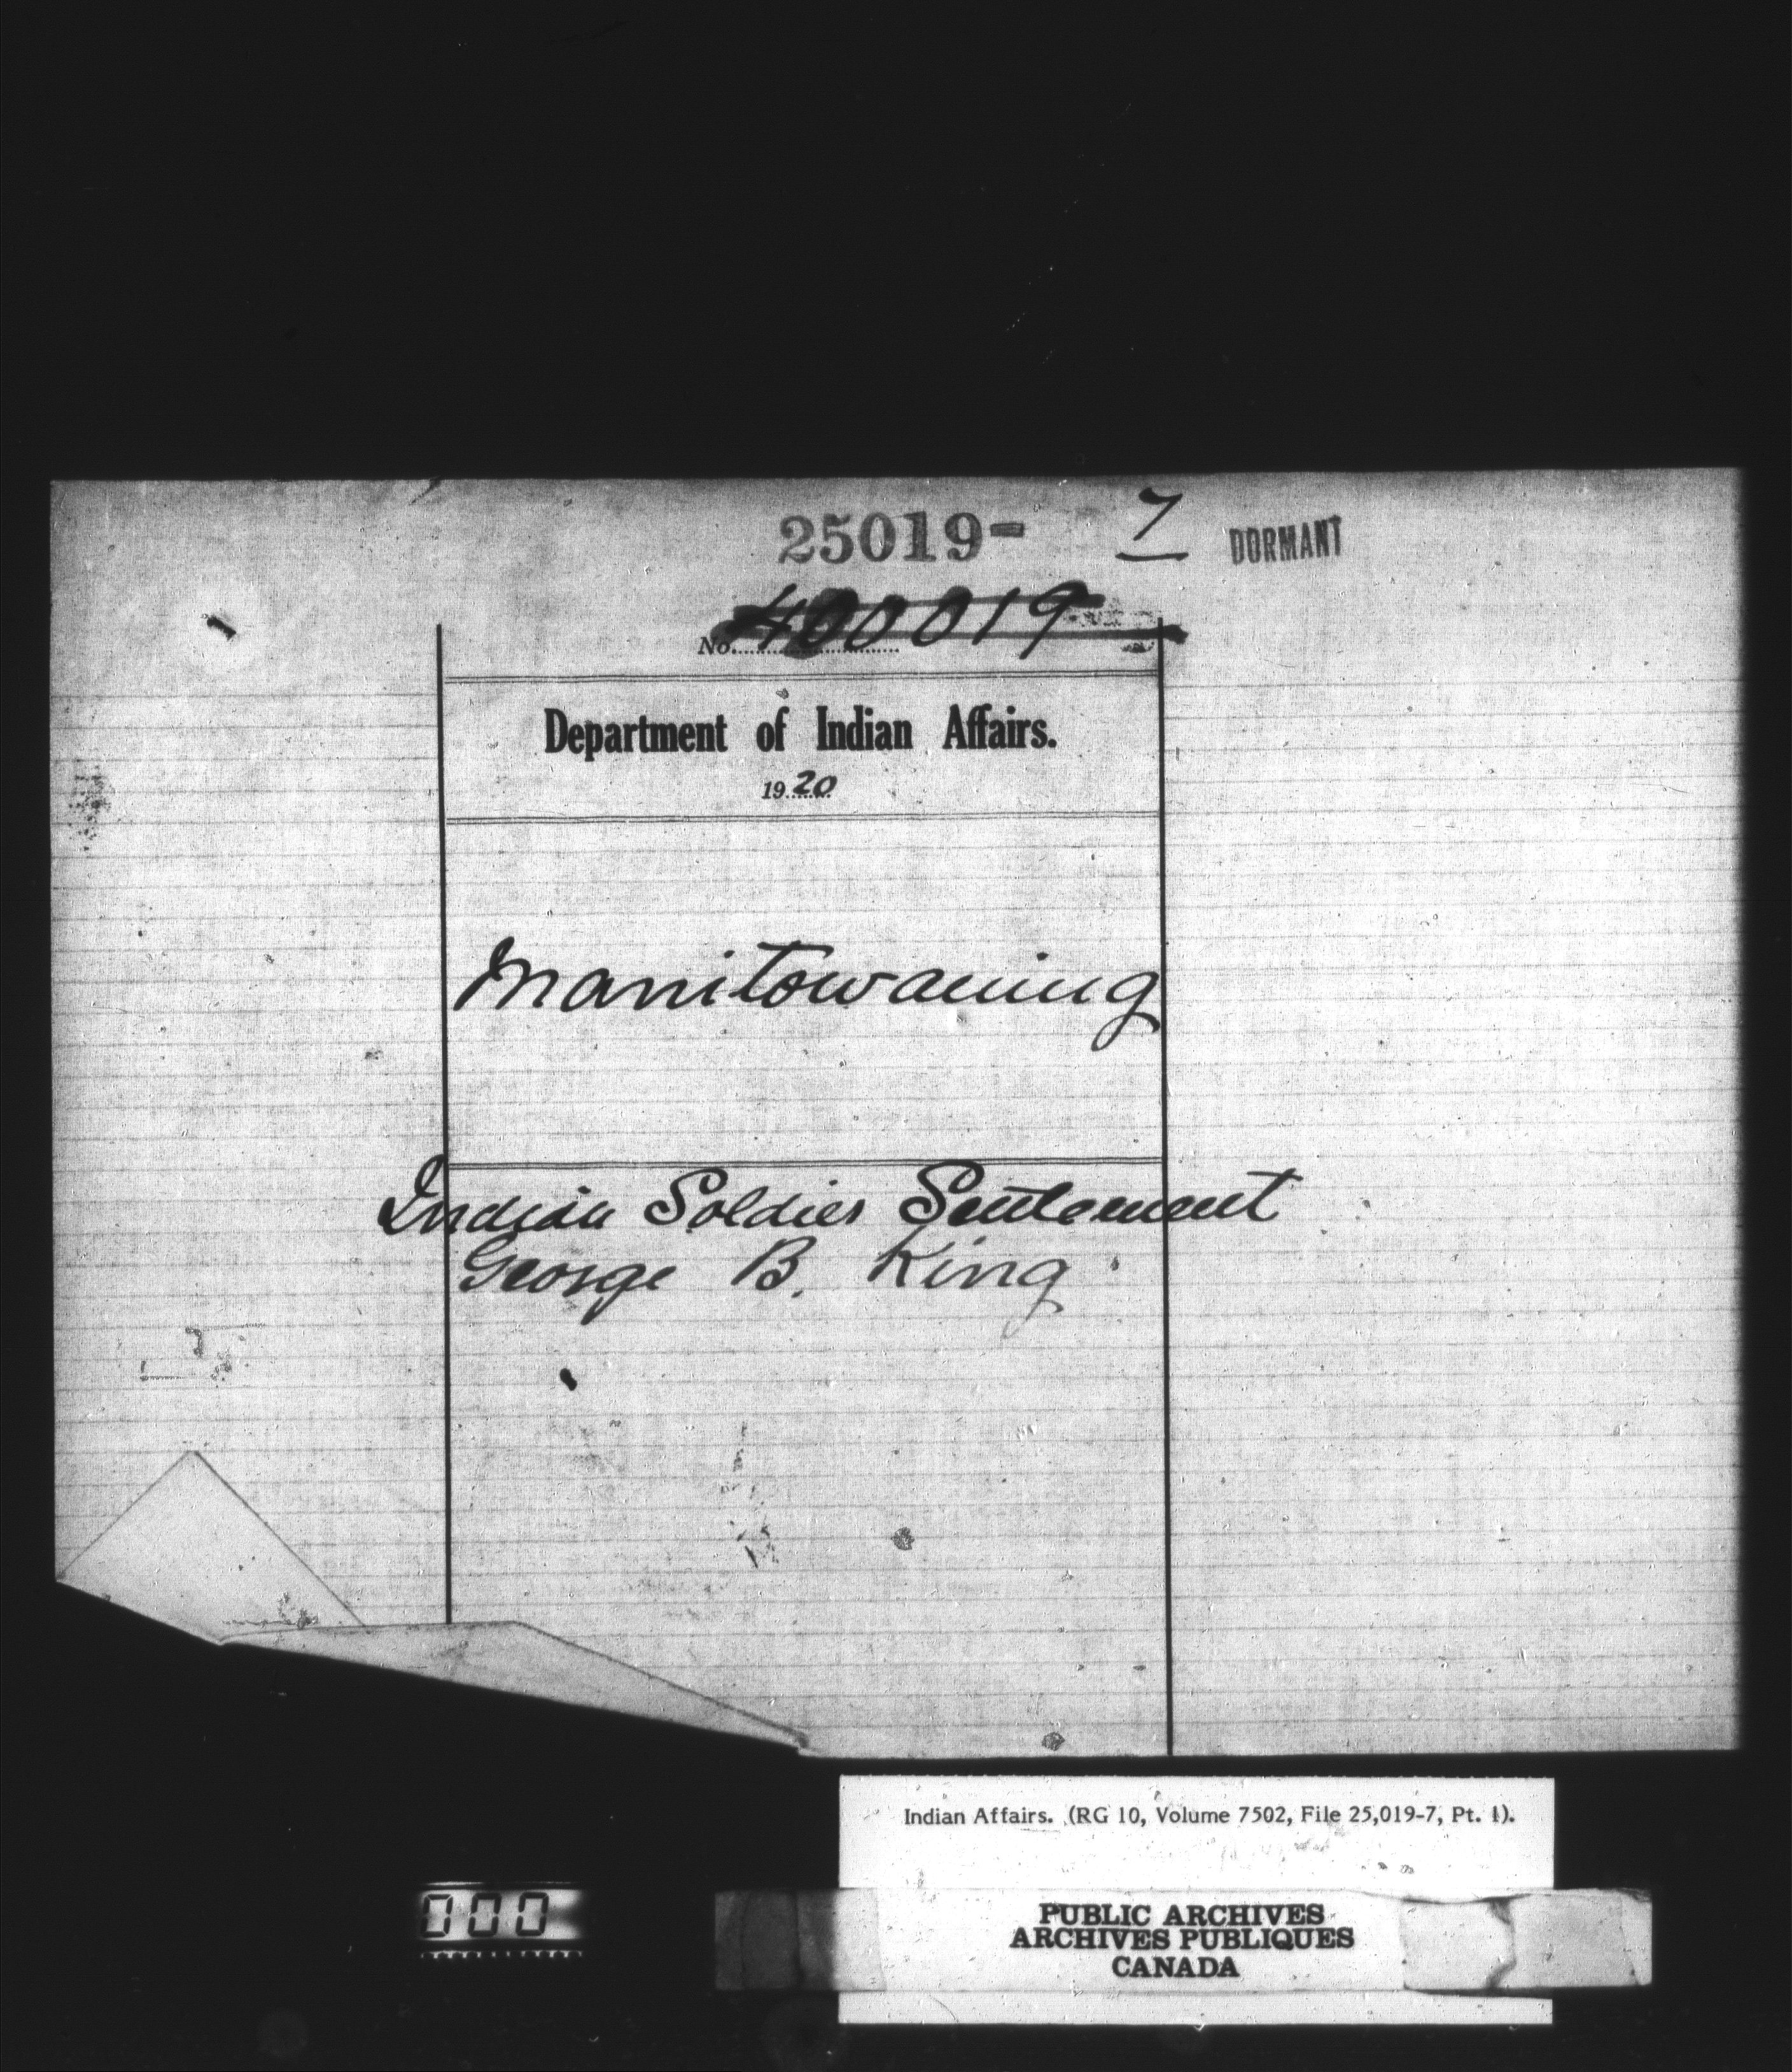 25019- 7 DORMANT
No. 400019
Department of Indian Affairs.
1920
Manitowaning
Indian Soldier Settlement
George B. King
Indian Affairs. (RG 10, Volume 7502, File 25,019-7, Pt. 1).
000
PUBLIC ARCHIVES
ARCHIVES PUBLIQUES
CANADA